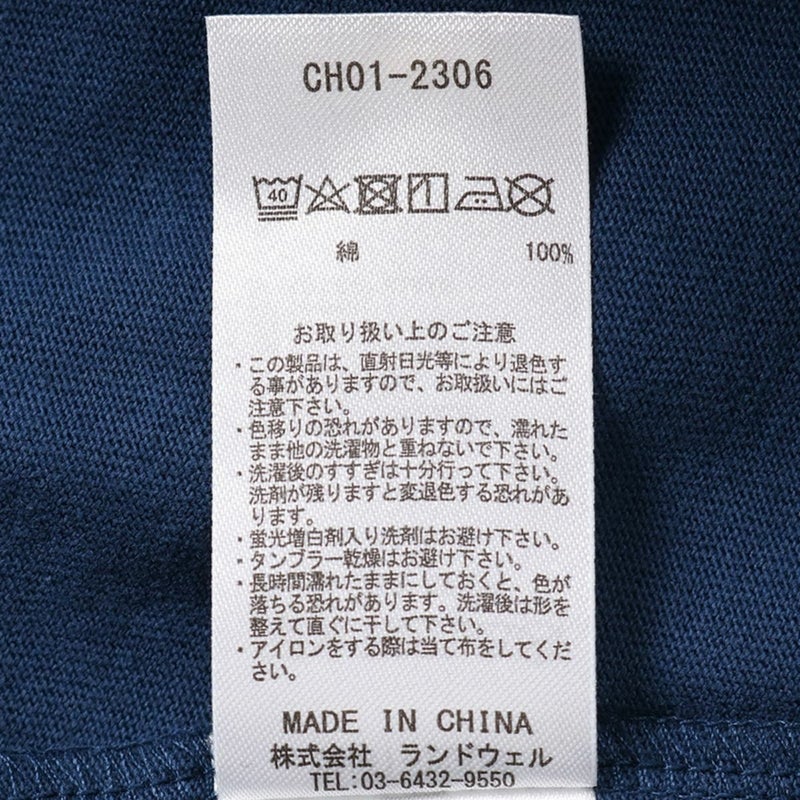 CH01-2306
40
綿 100%
お取り扱い上のご注意
・この製品は、直射日光等により退色す
る事がありますので、お取扱いにはご
注意下さい。
・色移りの恐れがありますので、濡れた
まま他の洗濯物と重ねないで下さい。
・洗濯後のすすぎは十分行って下さい。
洗剤が残りますと変退色する恐れがあ
ります。
・蛍光増白剤入り洗剤はお避け下さい。
・タンブラー乾燥はお避け下さい。
・長時間濡れたままにしておくと、色が
落ちる恐れがあります。洗濯後は形を
整えて直ぐに干して下さい。
・アイロンをする際は当て布をしてくだ
さい。
MADE IN CHINA
株式会社 ランドウェル
TEL:03-6432-9550